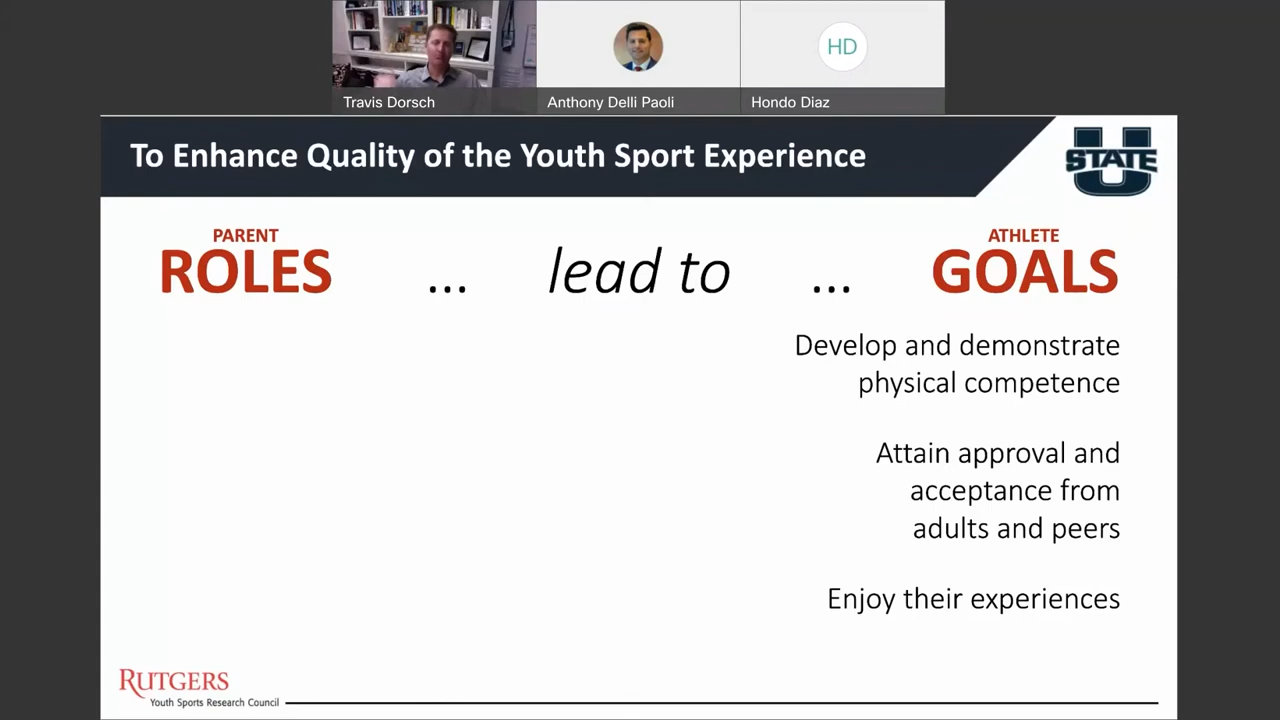 Travis Dorsch
Anthony Delli Paoli
HD
Hondo Diaz
To Enhance Quality of the Youth Sport Experience
U
STATE
PARENT
ROLES
... lead to ...
ATHLETE
GOALS
Develop and demonstrate
physical competence
Attain approval and
acceptance from
adults and peers
Enjoy their experiences
RUTGERS
Youth Sports Research Council